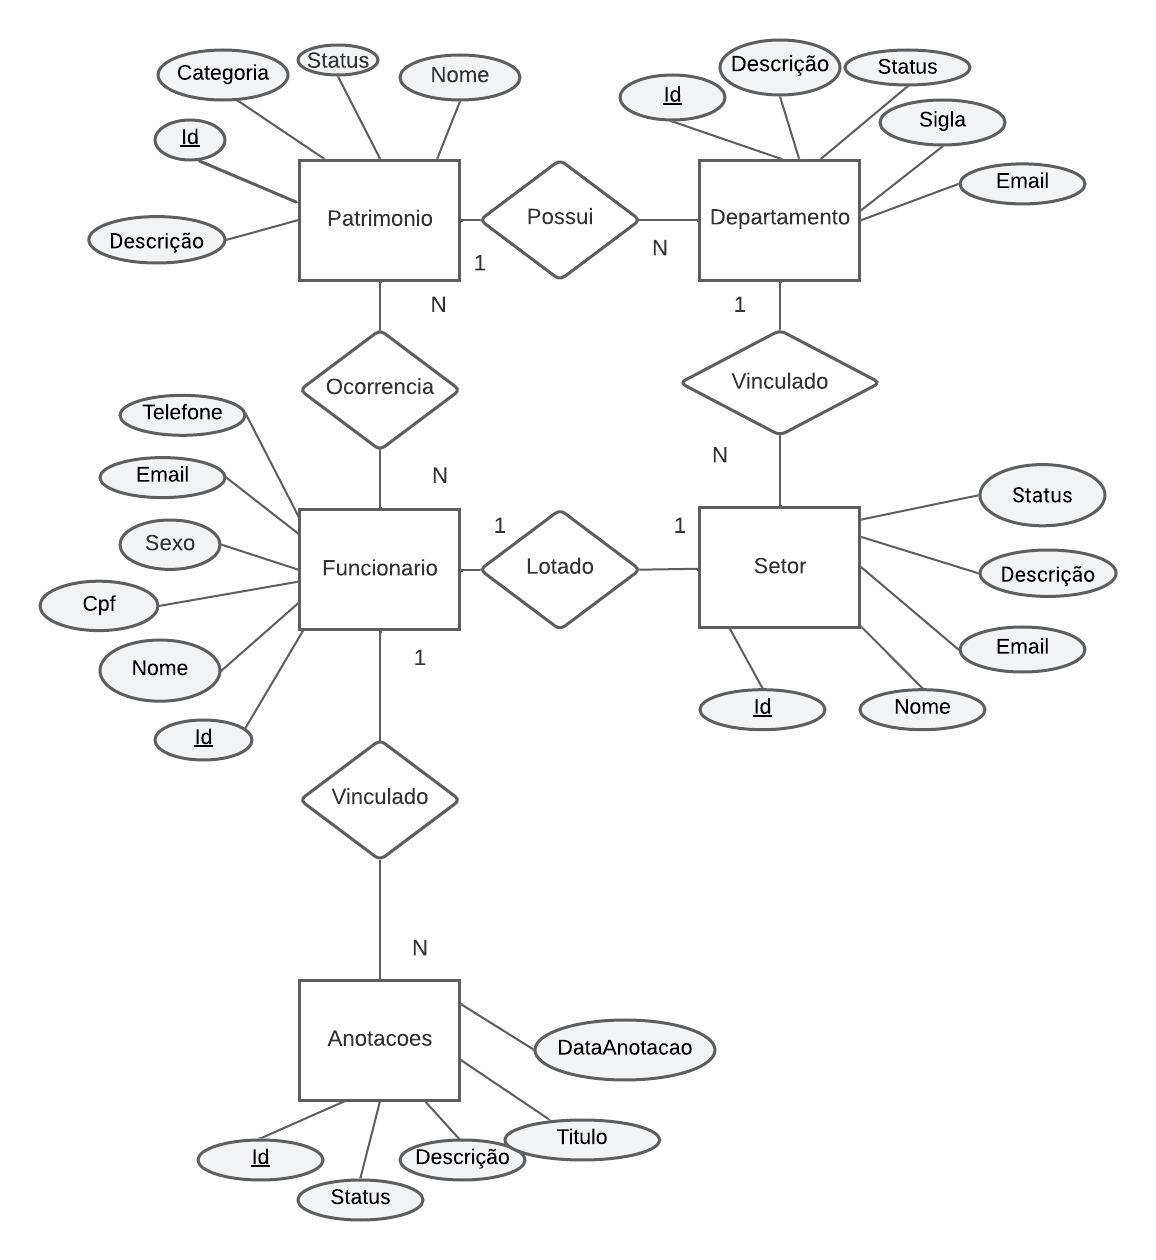 Categoria
Status
Nome
Id
Descrição
Patrimonio
Possui
1
N
Id
Descrição
Status
Sigla
Email
Departamento
N
1
Ocorrencia
Vinculado
N
N
Telefone
Email
Sexo
Cpf
Nome
Id
Funcionario
1
Lotado
1
Setor
Status
Descrição
Email
Nome
Id
1
Vinculado
N
Anotacoes
DataAnotacao
Titulo
Descrição
Id
Status